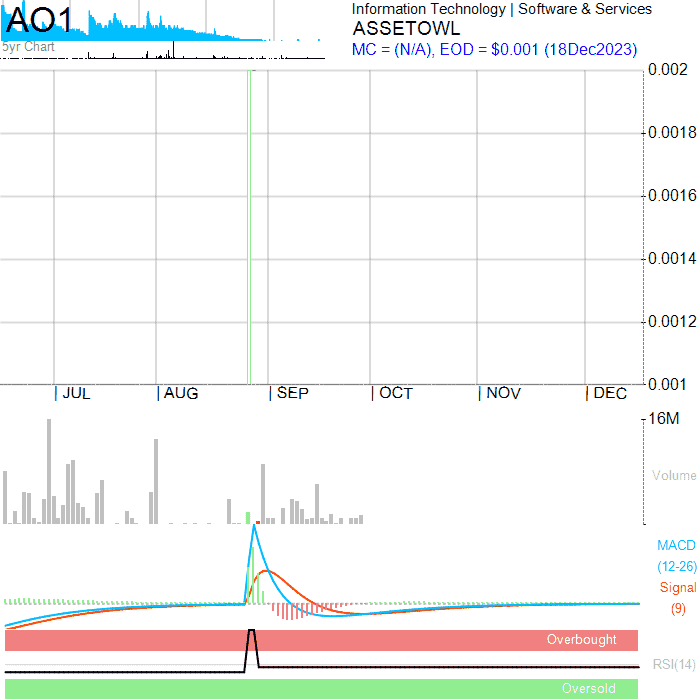 AO1
5yr Chart
Information Technology | Software & Services
ASSETOWL
MC = (N/A), EOD = $0.001 (18Dec2023)
0.002
0.0018
0.0016
0.0014
0.0012
0.001
JUL AUG SEP OCT NOV DEC
16M
Volume
MACD
(12-26)
Signal
(9)
Overbought
RSI(14)
Oversold